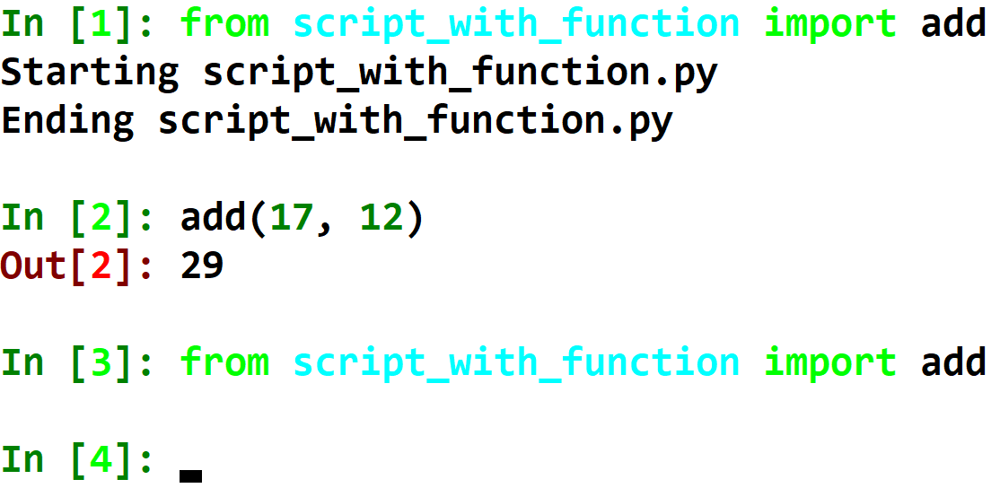 In [1]: from script_with_function import add
Starting script_with_function.py
Ending script_with_function.py
In [2]: add(17, 12)
Out[2]: 29
In [3]: from script_with_function import add
In [4]: